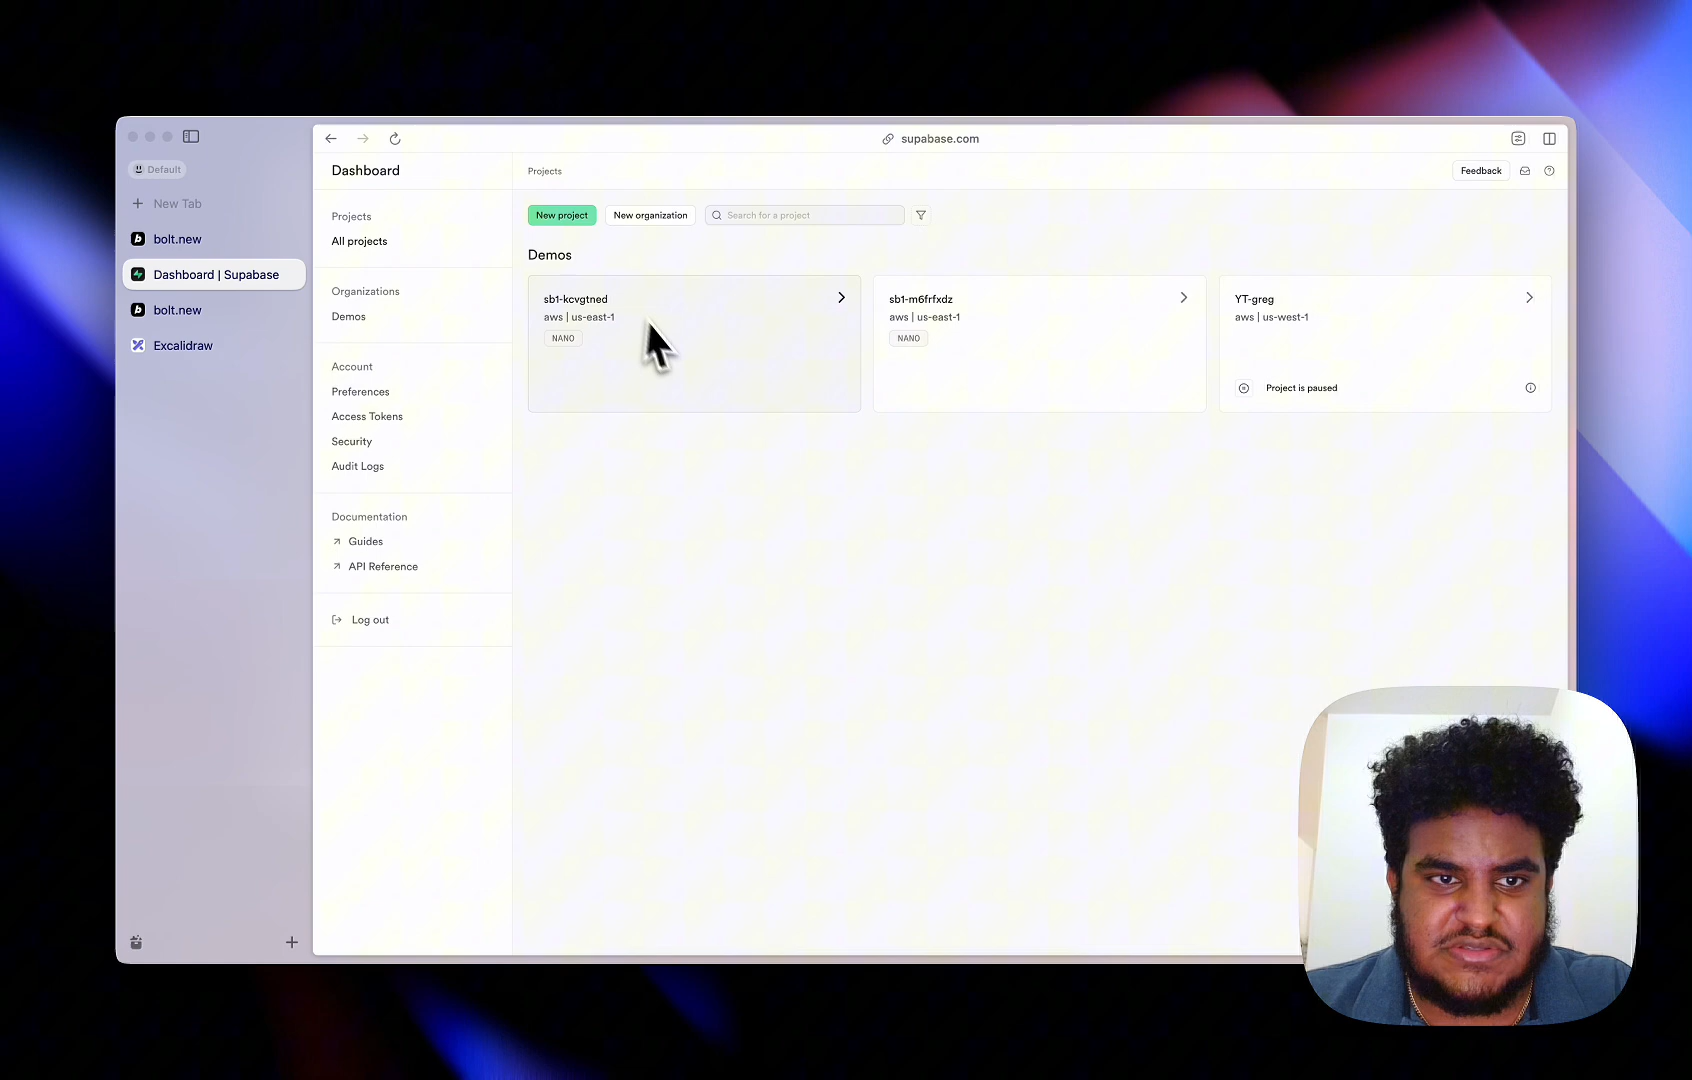 supabase.com
Default
New Tab
bolt.new
Dashboard | Supabase
bolt.new
Excalidraw
Dashboard
Projects
All projects
Organizations
Demos
Account
Preferences
Access Tokens
Security
Audit Logs
Documentation
Guides
API Reference
Log out
Projects
Feedback
New project
New organization
Search for a project
Demos
sb1-kcvgtned
aws | us-east-1
NANO
sb1-m6frfxdz
aws | us-east-1
NANO
YT-greg
aws | us-west-1
Project is paused